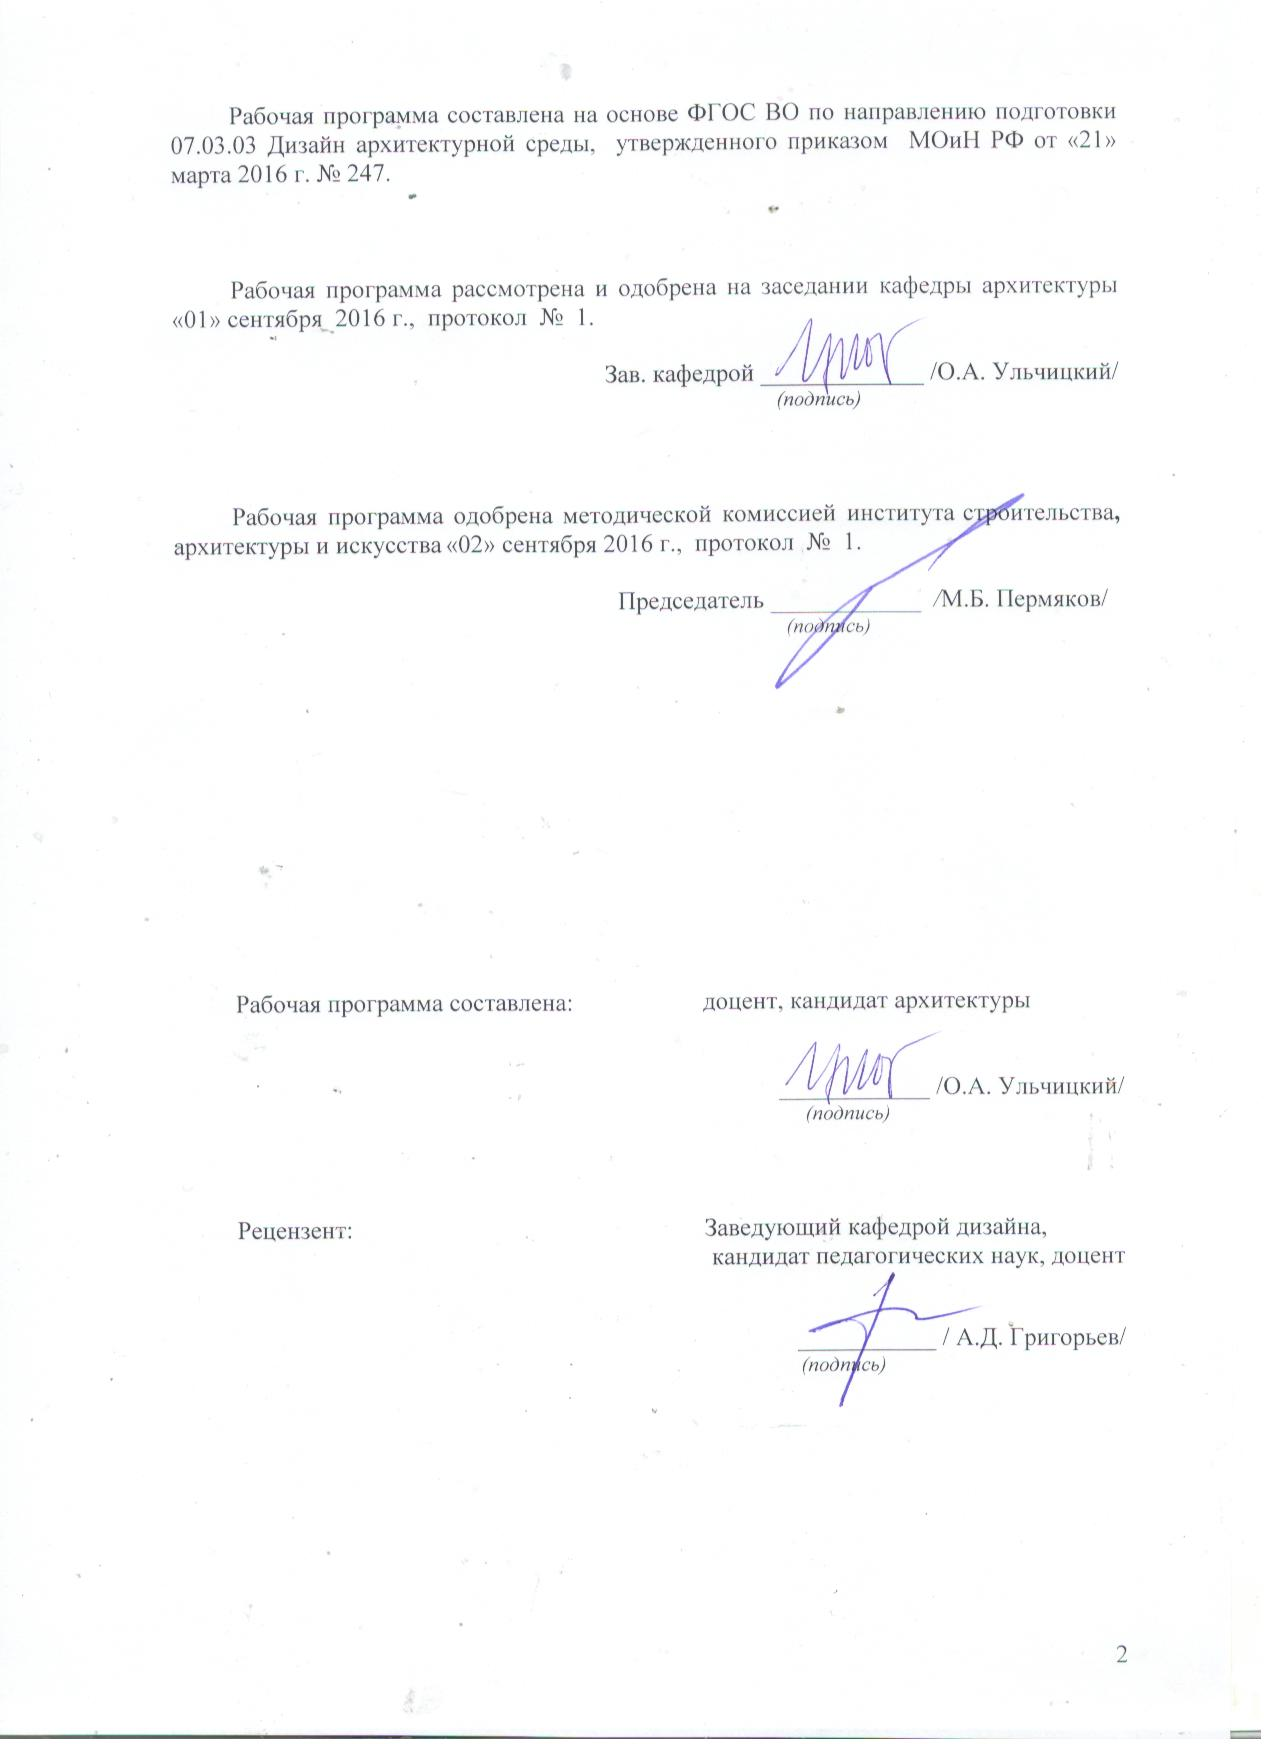 Рабочая программа составлена на основе ФГОС ВО по направлению подготовки
07.03.03 Дизайн архитектурной среды, утвержденного приказом МОиН РФ от «21»
марта 2016 г. № 247.
Рабочая программа рассмотрена и одобрена на заседании кафедры архитектуры
«01» сентября 2016 г., протокол № 1.
Зав. кафедрой _____________ /О.А. Ульчицкий/
(подпись)
Рабочая программа одобрена методической комиссией института строительства,
архитектуры и искусства «02» сентября 2016 г., протокол № 1.
Председатель ____________ /М.Б. Пермяков/
(подпись)
Рабочая программа составлена: доцент, кандидат архитектуры
____________ /О.А. Ульчицкий/
(подпись)
Рецензент: Заведующий кафедрой дизайна,
кандидат педагогических наук, доцент
___________ / А.Д. Григорьев/
(подпись)
2